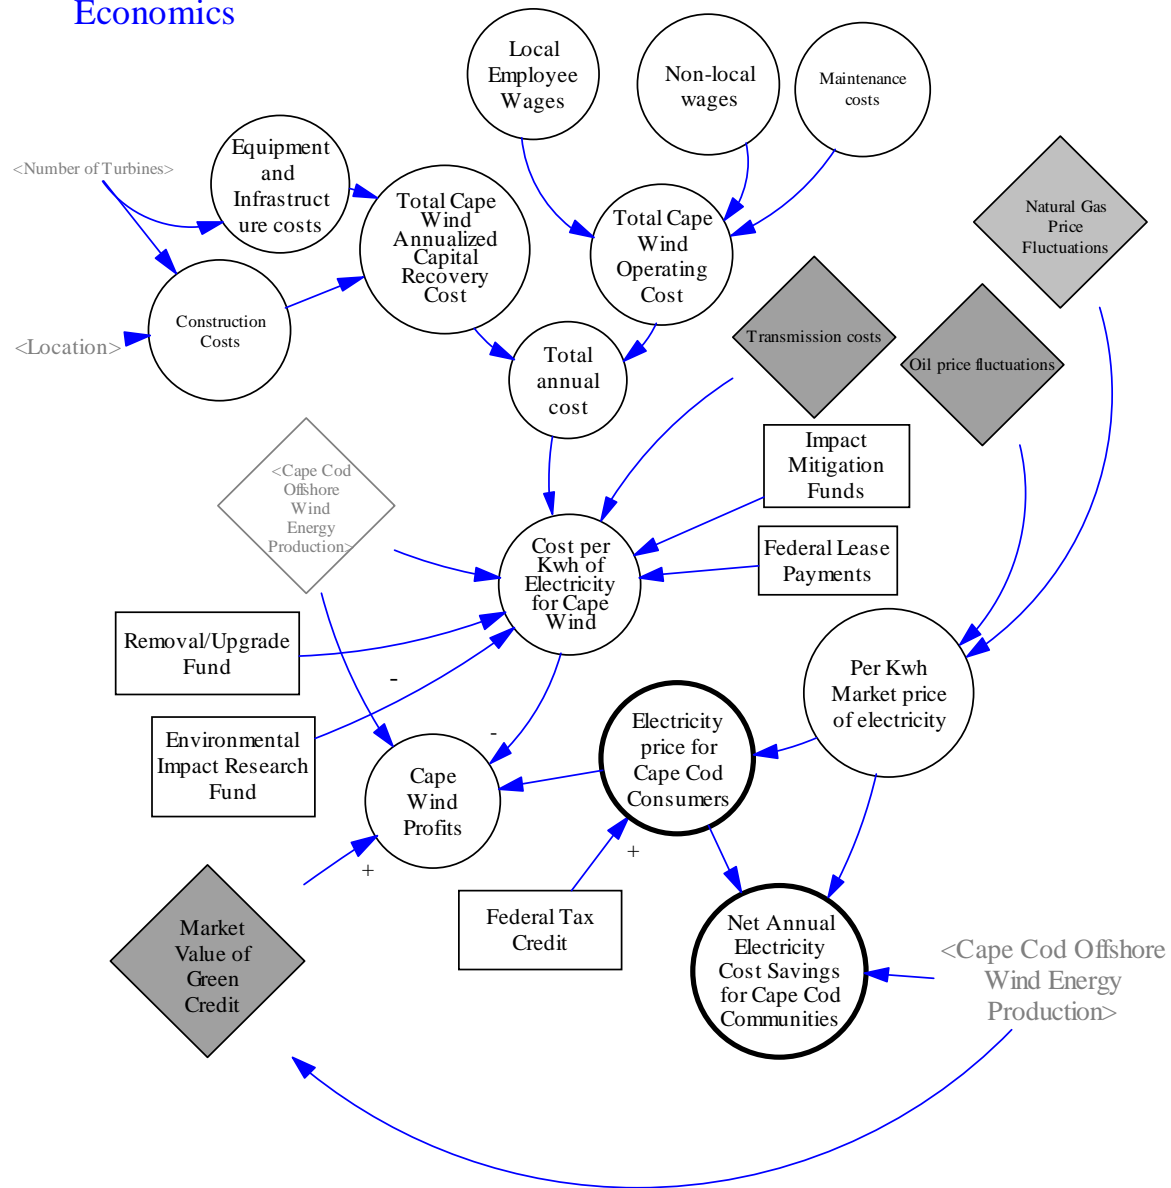 Economics
Local
Employee
Wages
Non-local
wages
Maintenance
costs
<Number of Turbines>
Equipment
and
Infrastruct
ure costs
Total Cape
Wind
Annualized
Capital
Recovery
Cost
Total Cape
Wind
Operating
Cost
Natural Gas
Price
Fluctuations
Construction
Costs
<Location>
Total
annual
cost
Transmission costs
Oil price fluctuations
Impact
Mitigation
Funds
<Cape Cod
Offshore
Wind
Energy
Production>
Cost per
Kwh of
Electricity
for Cape
Wind
Federal Lease
Payments
Removal/Upgrade
Fund
-
Per Kwh
Market price
of electricity
Environmental
Impact Research
Fund
-
Electricity
price for
Cape Cod
Consumers
Cape
Wind
Profits
+
+
Federal Tax
Credit
Market
Value of
Green
Credit
Net Annual
Electricity
Cost Savings
for Cape Cod
Communities
<Cape Cod Offshore
Wind Energy
Production>